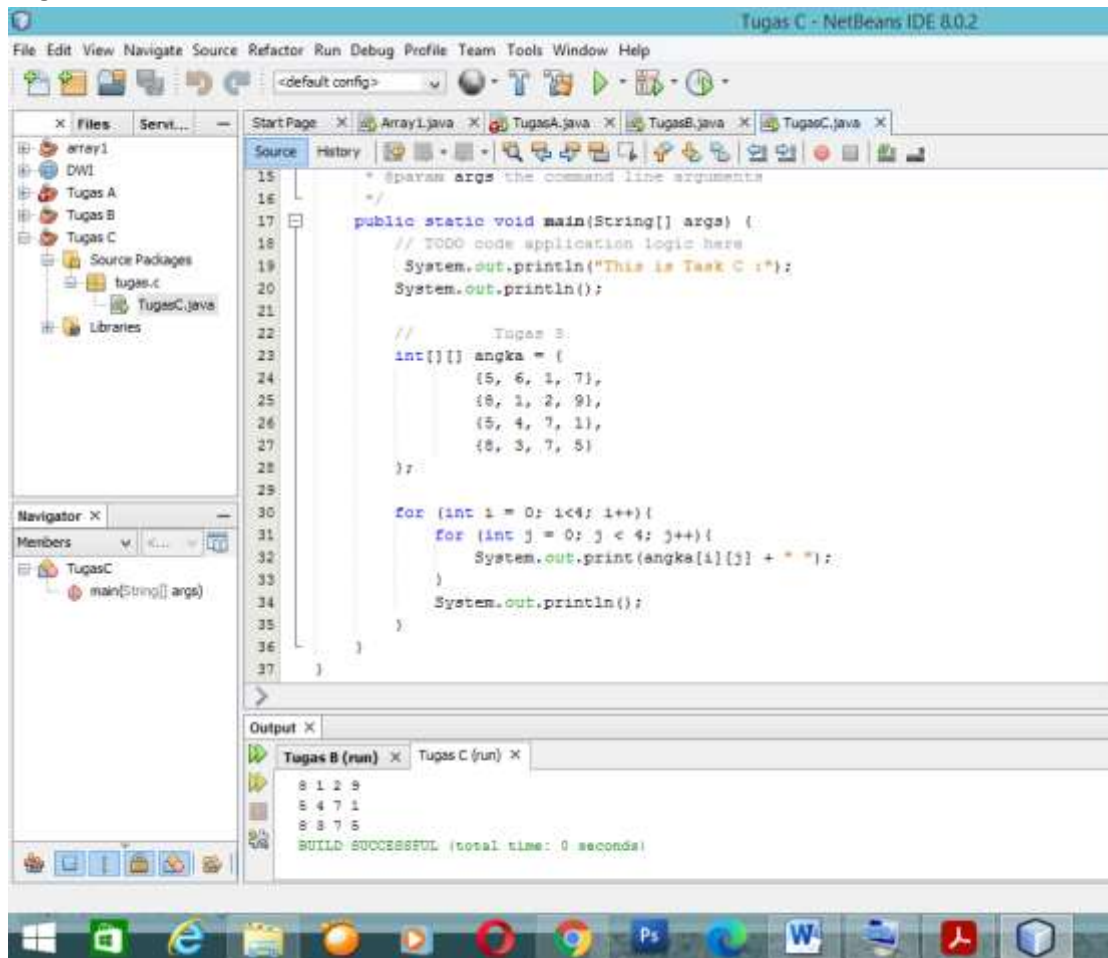 Tugas C - NetBeans IDE 8.0.2
File Edit View Navigate Source Refactor Run Debug Profile Team Tools Window Help
<default config>
Files Servi...
Start Page Array1.java TugasA.java TugasB.java TugasC.java
array1
DWI
Tugas A
Tugas B
Tugas C
Source Packages
tugas.c
TugasC.java
Libraries
Source History
15 * @param args the command line arguments
16 */
17 public static void main(String[] args) {
18 // TODO code application logic here
19 System.out.println("This is Task C :");
20 System.out.println();
21
22 // Tugas B
23 int[][] angka = {
24 {5, 6, 1, 7},
25 {8, 1, 2, 9},
26 {5, 4, 7, 1},
27 {8, 3, 7, 5}
28 };
29
30 for (int i = 0; i<4; i++){
31 for (int j = 0; j < 4; j++){
32 System.out.print(angka[i][j] + " ");
33 }
34 System.out.println();
35 }
36 }
37 }
Navigator
Members <...
TugasC
main(String[] args)
Output
Tugas B (run) Tugas C (run)
8 1 2 9
5 4 7 1
8 3 7 5
BUILD SUCCESSFUL (total time: 0 seconds)
Ps
W